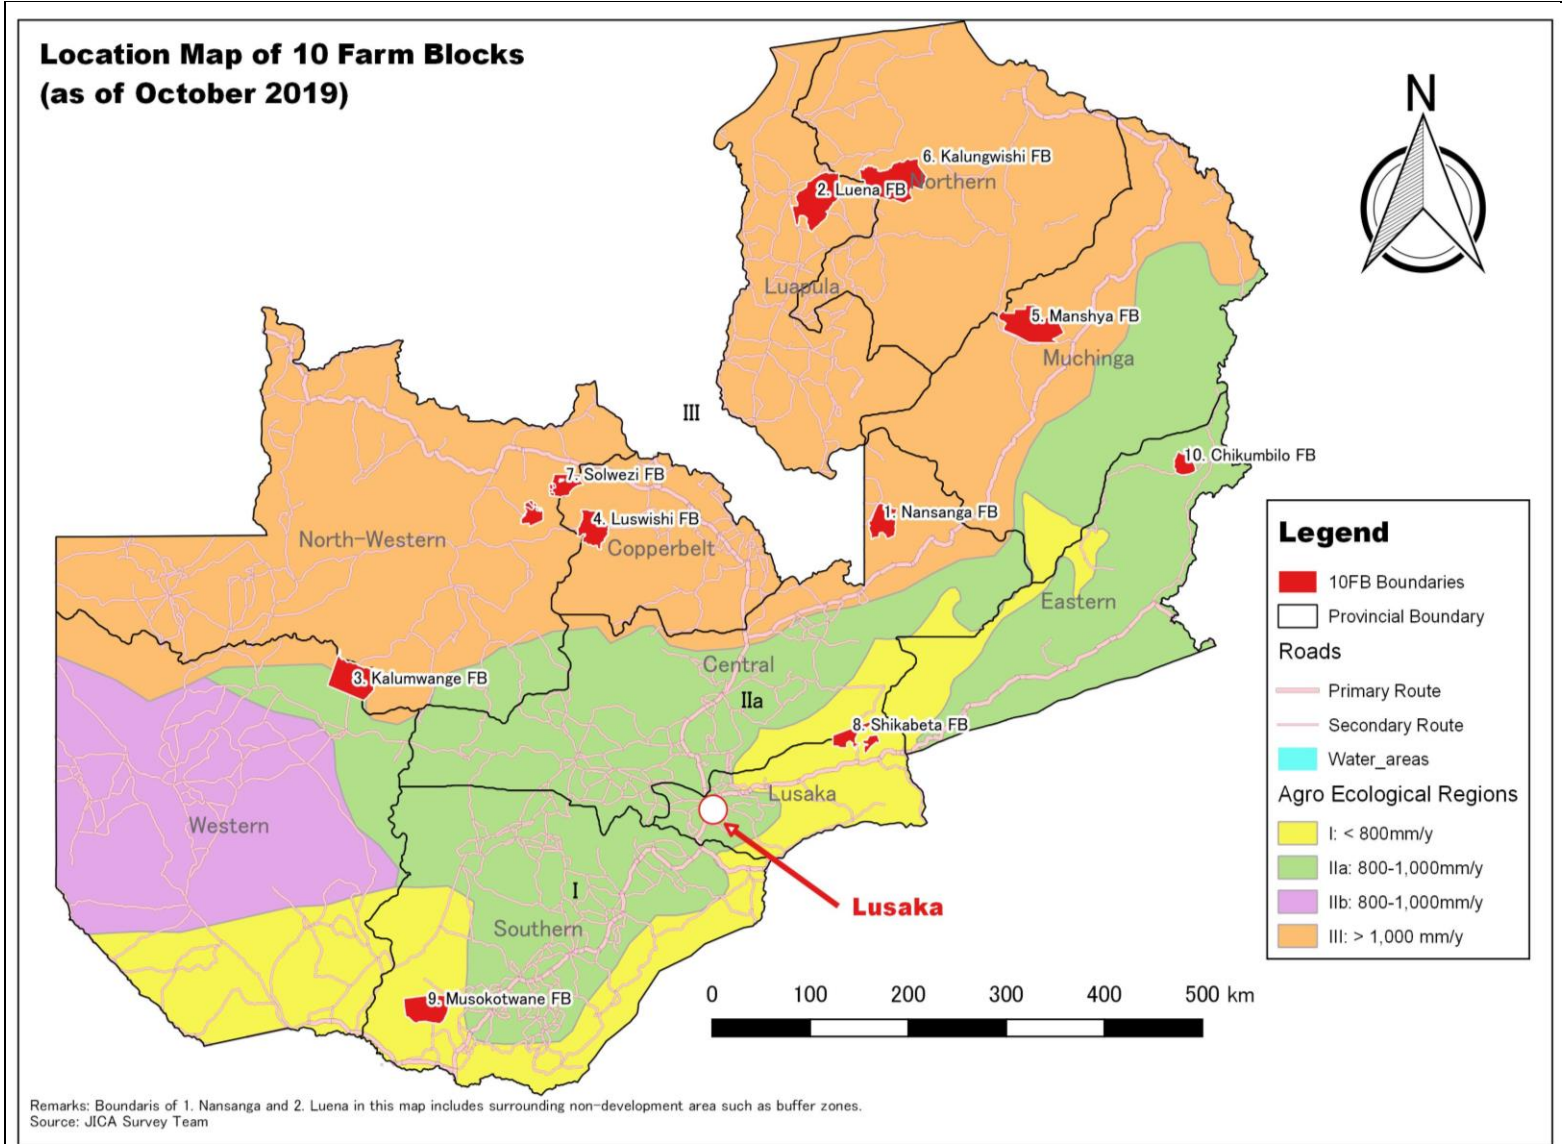 Location Map of 10 Farm Blocks
(as of October 2019)
N
6. Kalungwishi FB
Northern
2. Luena FB
Luapula
5. Manshya FB
Muchinga
III
10. Chikumbilo FB
7. Solwezi FB
4. Luswishi FB
1. Nansanga FB
North-Western
Copperbelt
Eastern
Central
3. Kalumwange FB
IIa
8. Shikabeta FB
Lusaka
Western
I
Lusaka
Southern
9. Musokotwane FB
Legend
10FB Boundaries
Provincial Boundary
Roads
Primary Route
Secondary Route
Water_areas
Agro Ecological Regions
I: < 800mm/y
IIa: 800-1,000mm/y
IIb: 800-1,000mm/y
III: > 1,000 mm/y
0 100 200 300 400 500 km
Remarks: Boundaris of 1. Nansanga and 2. Luena in this map includes surrounding non-development area such as buffer zones.
Source: JICA Survey Team